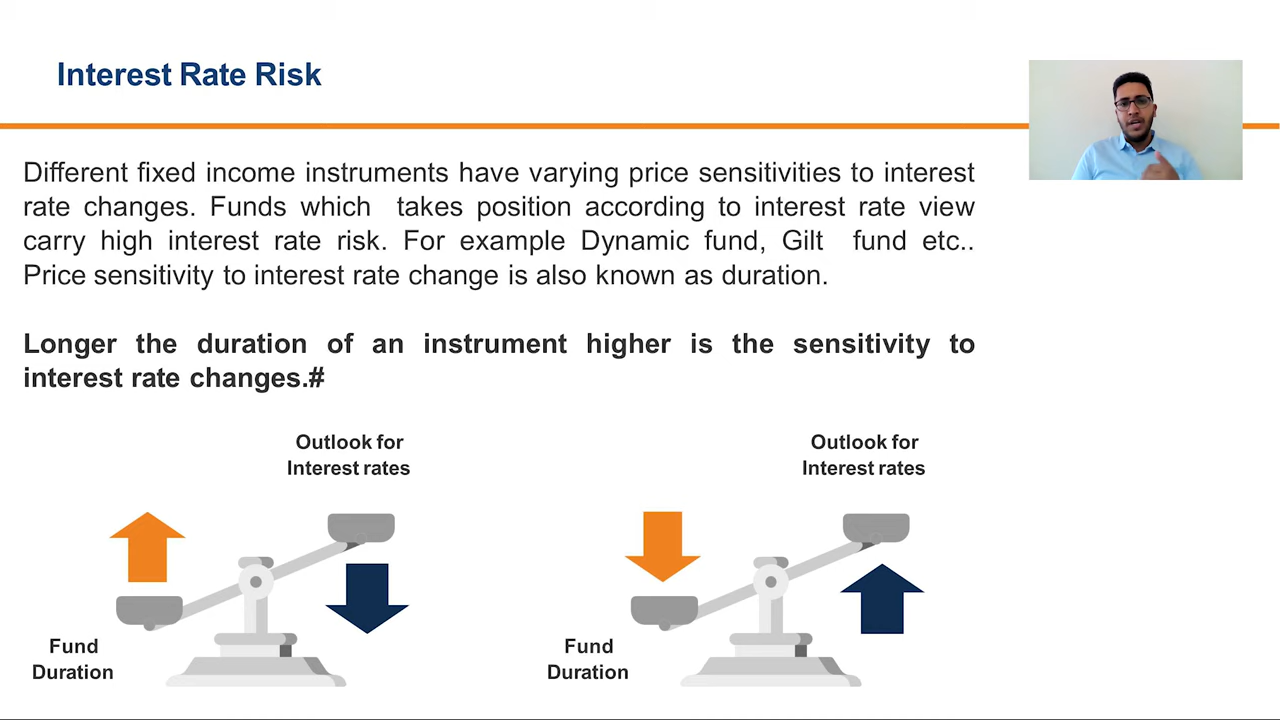 Interest Rate Risk
Different fixed income instruments have varying price sensitivities to interest
rate changes. Funds which takes position according to interest rate view
carry high interest rate risk. For example Dynamic fund, Gilt fund etc..
Price sensitivity to interest rate change is also known as duration.
Longer the duration of an instrument higher is the sensitivity to
interest rate changes.#
Outlook for
Interest rates
Fund
Duration
Outlook for
Interest rates
Fund
Duration